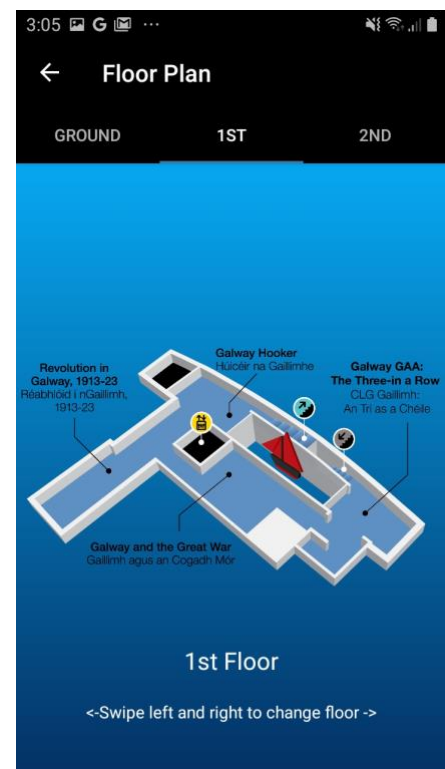 3:05 G M ...
Floor Plan
GROUND 1ST 2ND
Revolution in
Galway, 1913-23
Réabhlóid i nGaillimh,
1913-23
Galway Hooker
Húicéir na Gaillimhe
Galway GAA:
The Three-in a Row
CLG Gaillimh:
An Trí as a Chéile
Galway and the Great War
Gaillimh agus an Cogadh Mór
1st Floor
<-Swipe left and right to change floor ->